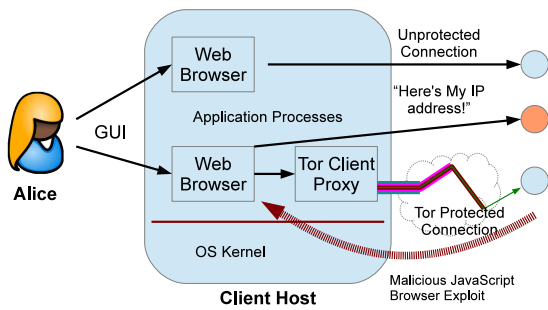 Web
Browser
Unprotected
Connection
"Here's My IP
address!"
Application Processes
GUI
Alice
Web
Browser
Tor Client
Proxy
Tor Protected
Connection
OS Kernel
Malicious JavaScript
Browser Exploit
Client Host